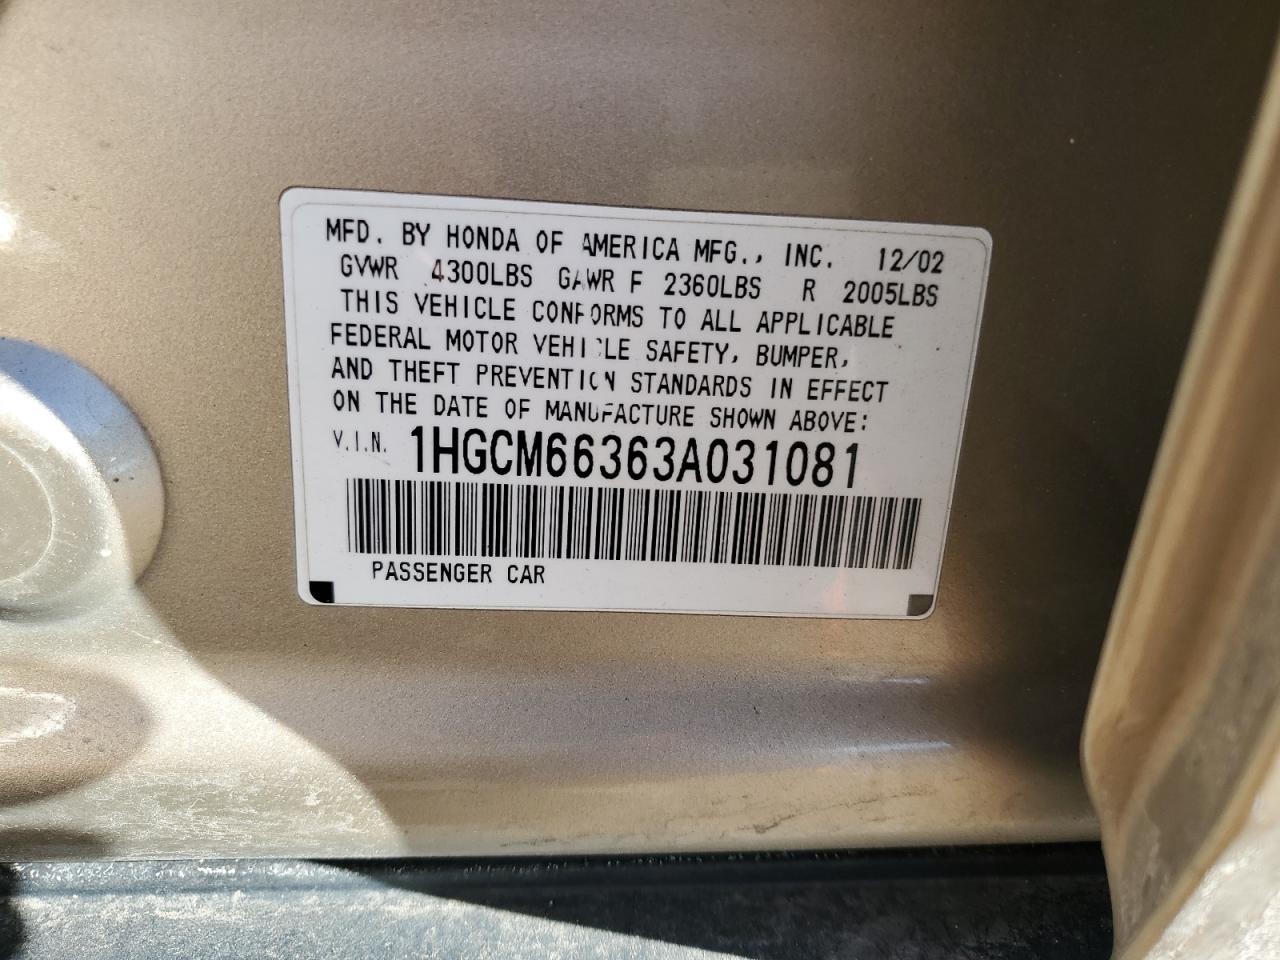 MFD. BY HONDA OF AMERICA MFG., INC. 12/02
GVWR 4300LBS GAWR F 2360LBS R 2005LBS
THIS VEHICLE CONFORMS TO ALL APPLICABLE
FEDERAL MOTOR VEHICLE SAFETY, BUMPER,
AND THEFT PREVENTION STANDARDS IN EFFECT
ON THE DATE OF MANUFACTURE SHOWN ABOVE:
V.I.N. 1HGCM66363A031081
PASSENGER CAR